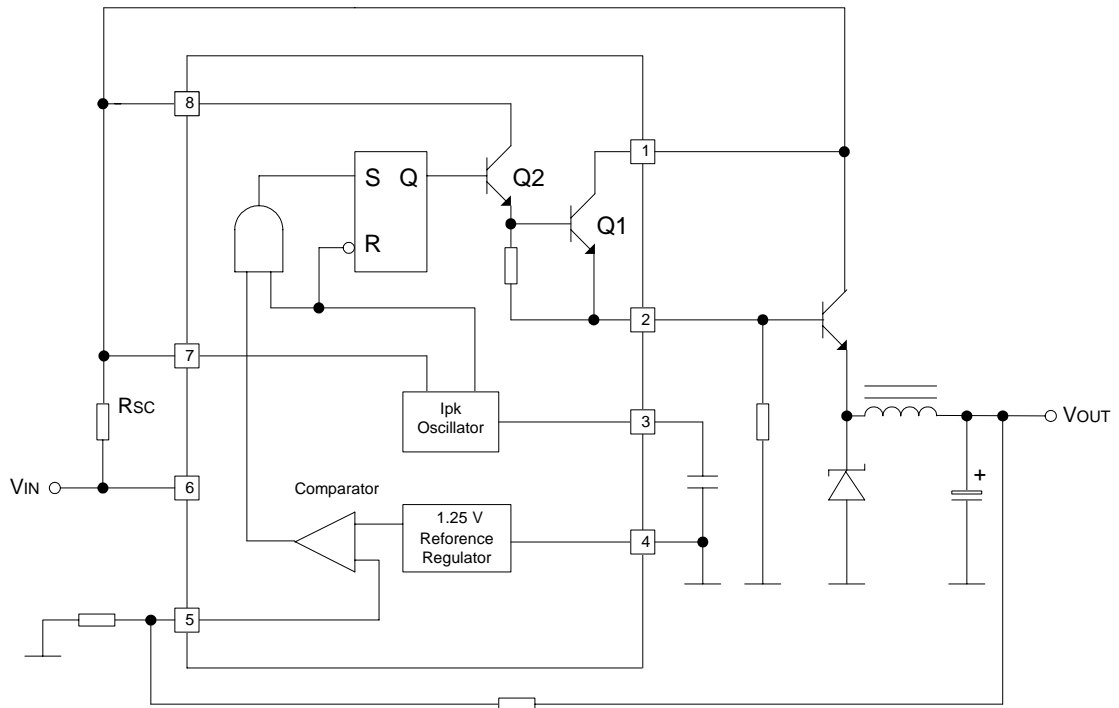 8
1
S Q
Q2
Q1
R
2
7
RSC
Ipk
Oscillator
3
VOUT
VIN
6
Comparator
+
1.25 V
Reforence
Regulator
4
5